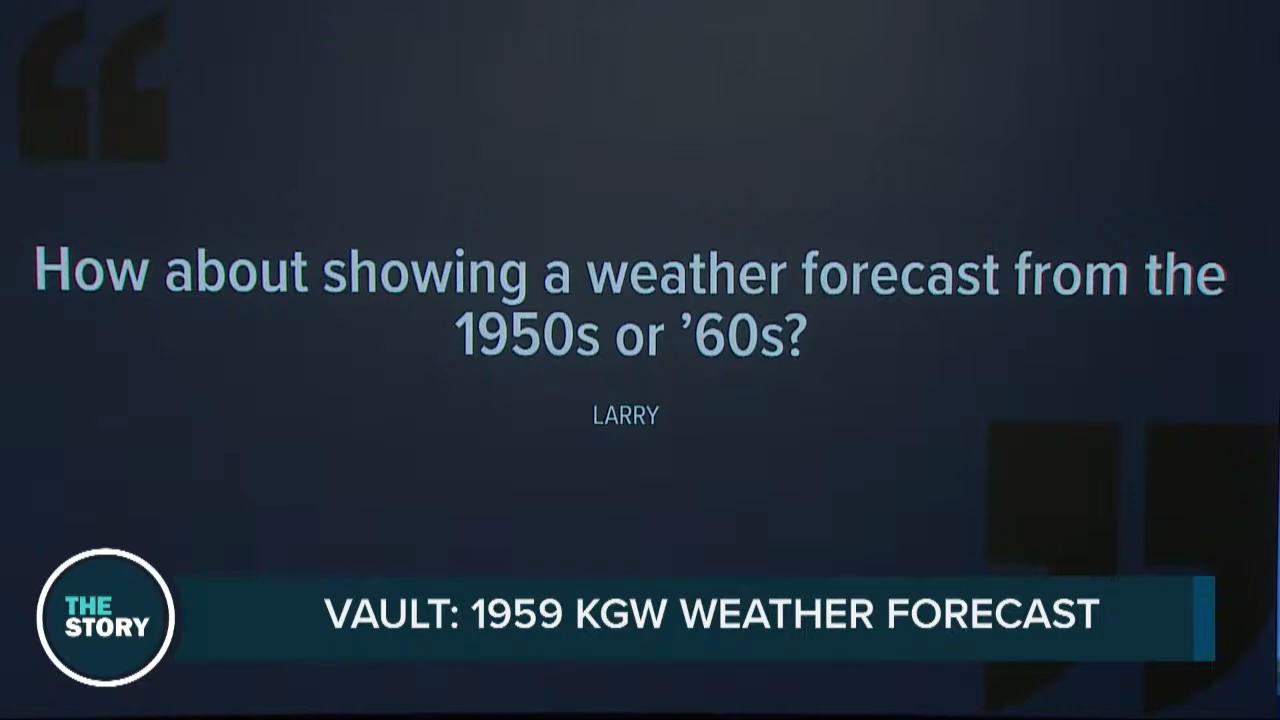 How about showing a weather forecast from the
1950s or ’60s?
LARRY
THE
STORY
VAULT: 1959 KGW WEATHER FORECAST